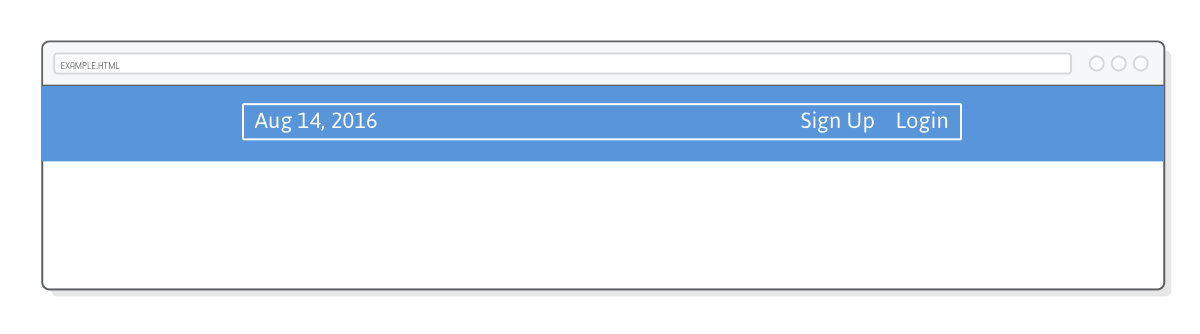 EXAMPLE.HTML
Aug 14, 2016 Sign Up Login